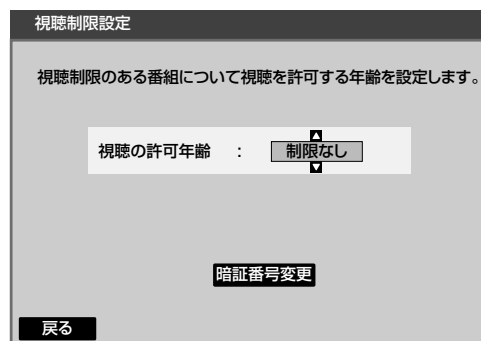 視聴制限設定
視聴制限のある番組について視聴を許可する年齢を設定します。
視聴の許可年齢 : 制限なし
暗証番号変更
戻る